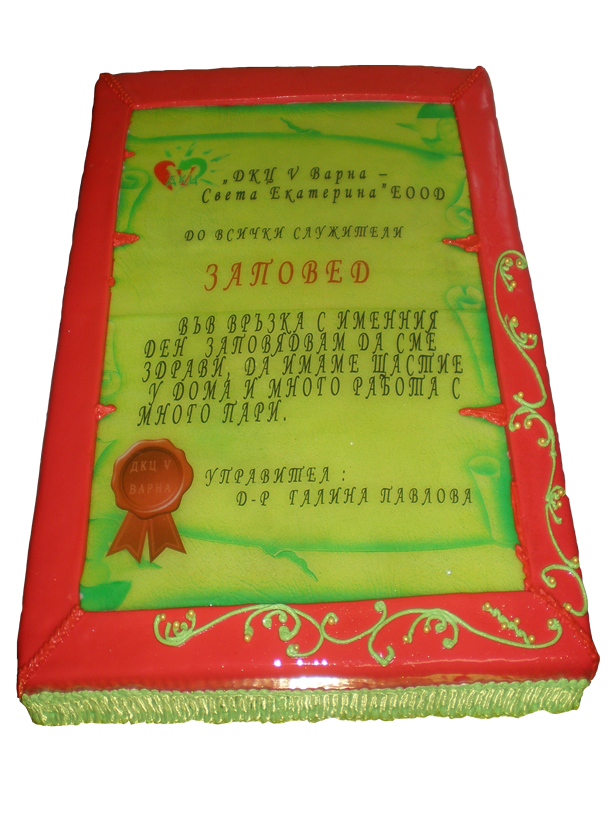 ДКЦ
„ДКЦ V Варна –
Света Екатерина" ЕООД
ДО ВСИЧКИ СЛУЖИТЕЛИ
ЗАПОВЕД
ВЪВ ВРЪЗКА С ИМЕННИЯ
ДЕН ЗАПОВЯДВАМ ДА СМЕ
ЗДРАВИ, ДА ИМАМЕ ЩАСТИЕ
У ДОМА И МНОГО РАБОТА С
МНОГО ПАРИ.
ДКЦ V
ВАРНА
УПРАВИТЕЛ :
Д-Р ГАЛИНА ПАВЛОВА